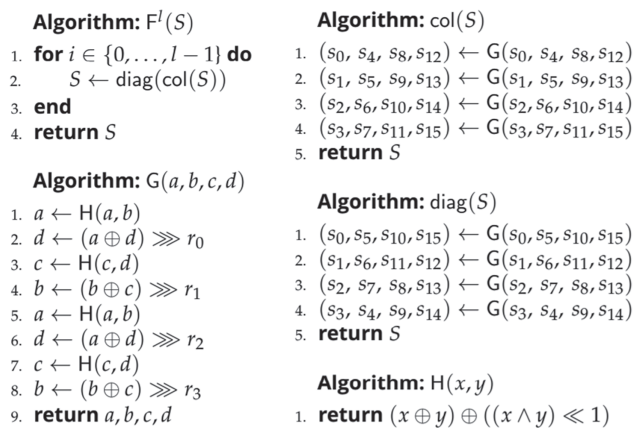 Algorithm: Fˡ(S)
1. for i ∈ {0, . . . , l − 1} do
2. S ← diag(col(S))
3. end
4. return S
Algorithm: G(a, b, c, d)
1. a ← H(a, b)
2. d ← (a ⊕ d) ⋙ r₀
3. c ← H(c, d)
4. b ← (b ⊕ c) ⋙ r₁
5. a ← H(a, b)
6. d ← (a ⊕ d) ⋙ r₂
7. c ← H(c, d)
8. b ← (b ⊕ c) ⋙ r₃
9. return a, b, c, d
Algorithm: col(S)
1. (s₀, s₄, s₈, s₁₂) ← G(s₀, s₄, s₈, s₁₂)
2. (s₁, s₅, s₉, s₁₃) ← G(s₁, s₅, s₉, s₁₃)
3. (s₂, s₆, s₁₀, s₁₄) ← G(s₂, s₆, s₁₀, s₁₄)
4. (s₃, s₇, s₁₁, s₁₅) ← G(s₃, s₇, s₁₁, s₁₅)
5. return S
Algorithm: diag(S)
1. (s₀, s₅, s₁₀, s₁₅) ← G(s₀, s₅, s₁₀, s₁₅)
2. (s₁, s₆, s₁₁, s₁₂) ← G(s₁, s₆, s₁₁, s₁₂)
3. (s₂, s₇, s₈, s₁₃) ← G(s₂, s₇, s₈, s₁₃)
4. (s₃, s₄, s₉, s₁₄) ← G(s₃, s₄, s₉, s₁₄)
5. return S
Algorithm: H(x, y)
1. return (x ⊕ y) ⊕ ((x ∧ y) ≪ 1)